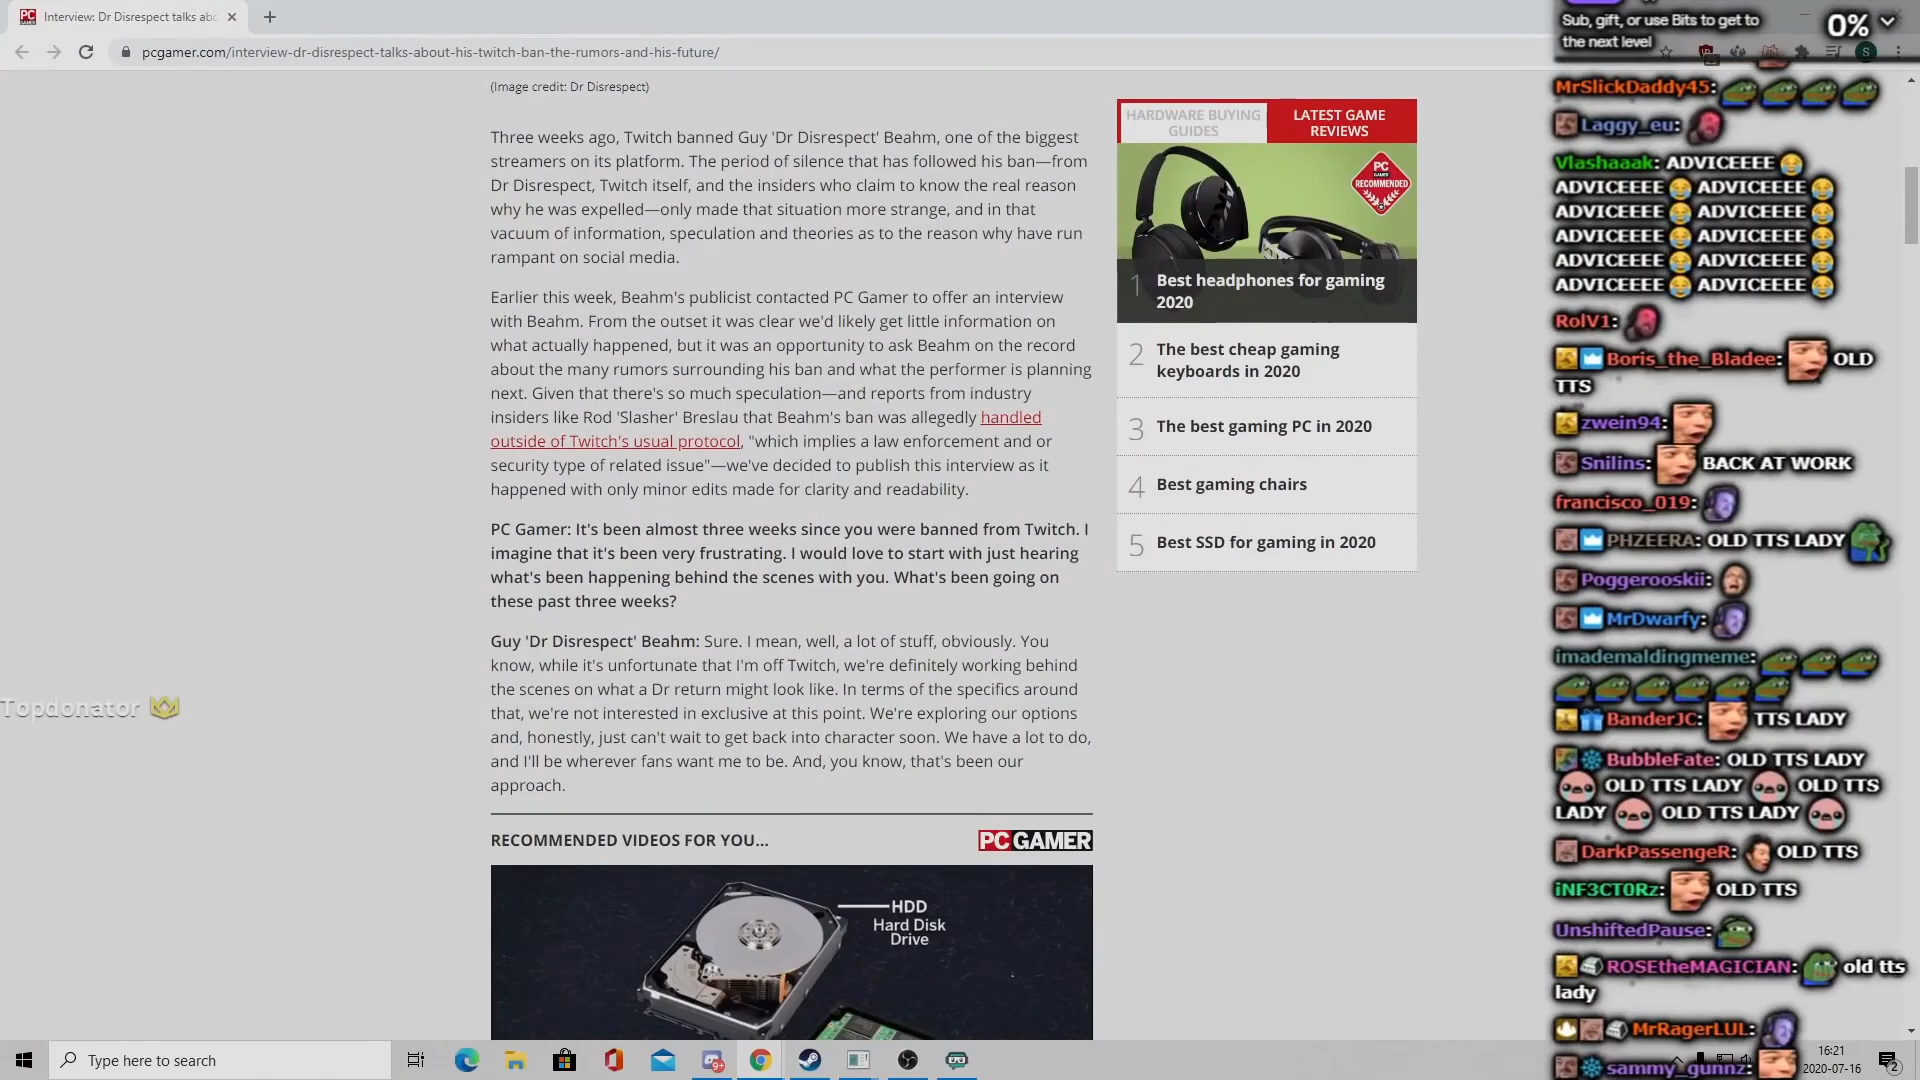 Interview: Dr Disrespect talks abo
pcgamer.com/interview-dr-disrespect-talks-about-his-twitch-ban-the-rumors-and-his-future/
(Image credit: Dr Disrespect)
Three weeks ago, Twitch banned Guy 'Dr Disrespect' Beahm, one of the biggest
streamers on its platform. The period of silence that has followed his ban—from
Dr Disrespect, Twitch itself, and the insiders who claim to know the real reason
why he was expelled—only made that situation more strange, and in that
vacuum of information, speculation and theories as to the reason why have run
rampant on social media.
Earlier this week, Beahm's publicist contacted PC Gamer to offer an interview
with Beahm. From the outset it was clear we'd likely get little information on
what actually happened, but it was an opportunity to ask Beahm on the record
about the many rumors surrounding his ban and what the performer is planning
next. Given that there's so much speculation—and reports from industry
insiders like Rod 'Slasher' Breslau that Beahm's ban was allegedly handled
outside of Twitch's usual protocol, "which implies a law enforcement and or
security type of related issue"—we've decided to publish this interview as it
happened with only minor edits made for clarity and readability.
PC Gamer: It's been almost three weeks since you were banned from Twitch. I
imagine that it's been very frustrating. I would love to start with just hearing
what's been happening behind the scenes with you. What's been going on
these past three weeks?
Guy 'Dr Disrespect' Beahm: Sure. I mean, well, a lot of stuff, obviously. You
know, while it's unfortunate that I'm off Twitch, we're definitely working behind
the scenes on what a Dr return might look like. In terms of the specifics around
that, we're not interested in exclusive at this point. We're exploring our options
and, honestly, just can't wait to get back into character soon. We have a lot to do,
and I'll be wherever fans want me to be. And, you know, that's been our
approach.
RECOMMENDED VIDEOS FOR YOU...
PC GAMER
HDD
Hard Disk
Drive
HARDWARE BUYING
GUIDES
LATEST GAME
REVIEWS
PC
GAMER
RECOMMENDED
1 Best headphones for gaming
2020
2 The best cheap gaming
keyboards in 2020
3 The best gaming PC in 2020
4 Best gaming chairs
5 Best SSD for gaming in 2020
Topdonator
Sub, gift, or use Bits to get to
the next level
0%
S
MrSlickDaddy45:
Laggy_eu:
Vlashaaak: ADVICEEEE
ADVICEEEE ADVICEEEE
ADVICEEEE ADVICEEEE
ADVICEEEE ADVICEEEE
ADVICEEEE ADVICEEEE
ADVICEEEE ADVICEEEE
RolV1:
Boris_the_Bladee: OLD
TTS
zwein94:
Snilins: BACK AT WORK
francisco_019:
PHZEERA: OLD TTS LADY
Poggerooskii:
MrDwarfy:
imademaldingmeme:
BanderJC: TTS LADY
BubbleFate: OLD TTS LADY
OLD TTS LADY OLD TTS
LADY OLD TTS LADY
DarkPassengeR: OLD TTS
iNF3CT0Rz: OLD TTS
UnshiftedPause:
ROSEtheMAGICIAN: old tts
lady
MrRagerLUL:
sammy_gunnz:
Type here to search
9+
16:21
2020-07-16
2